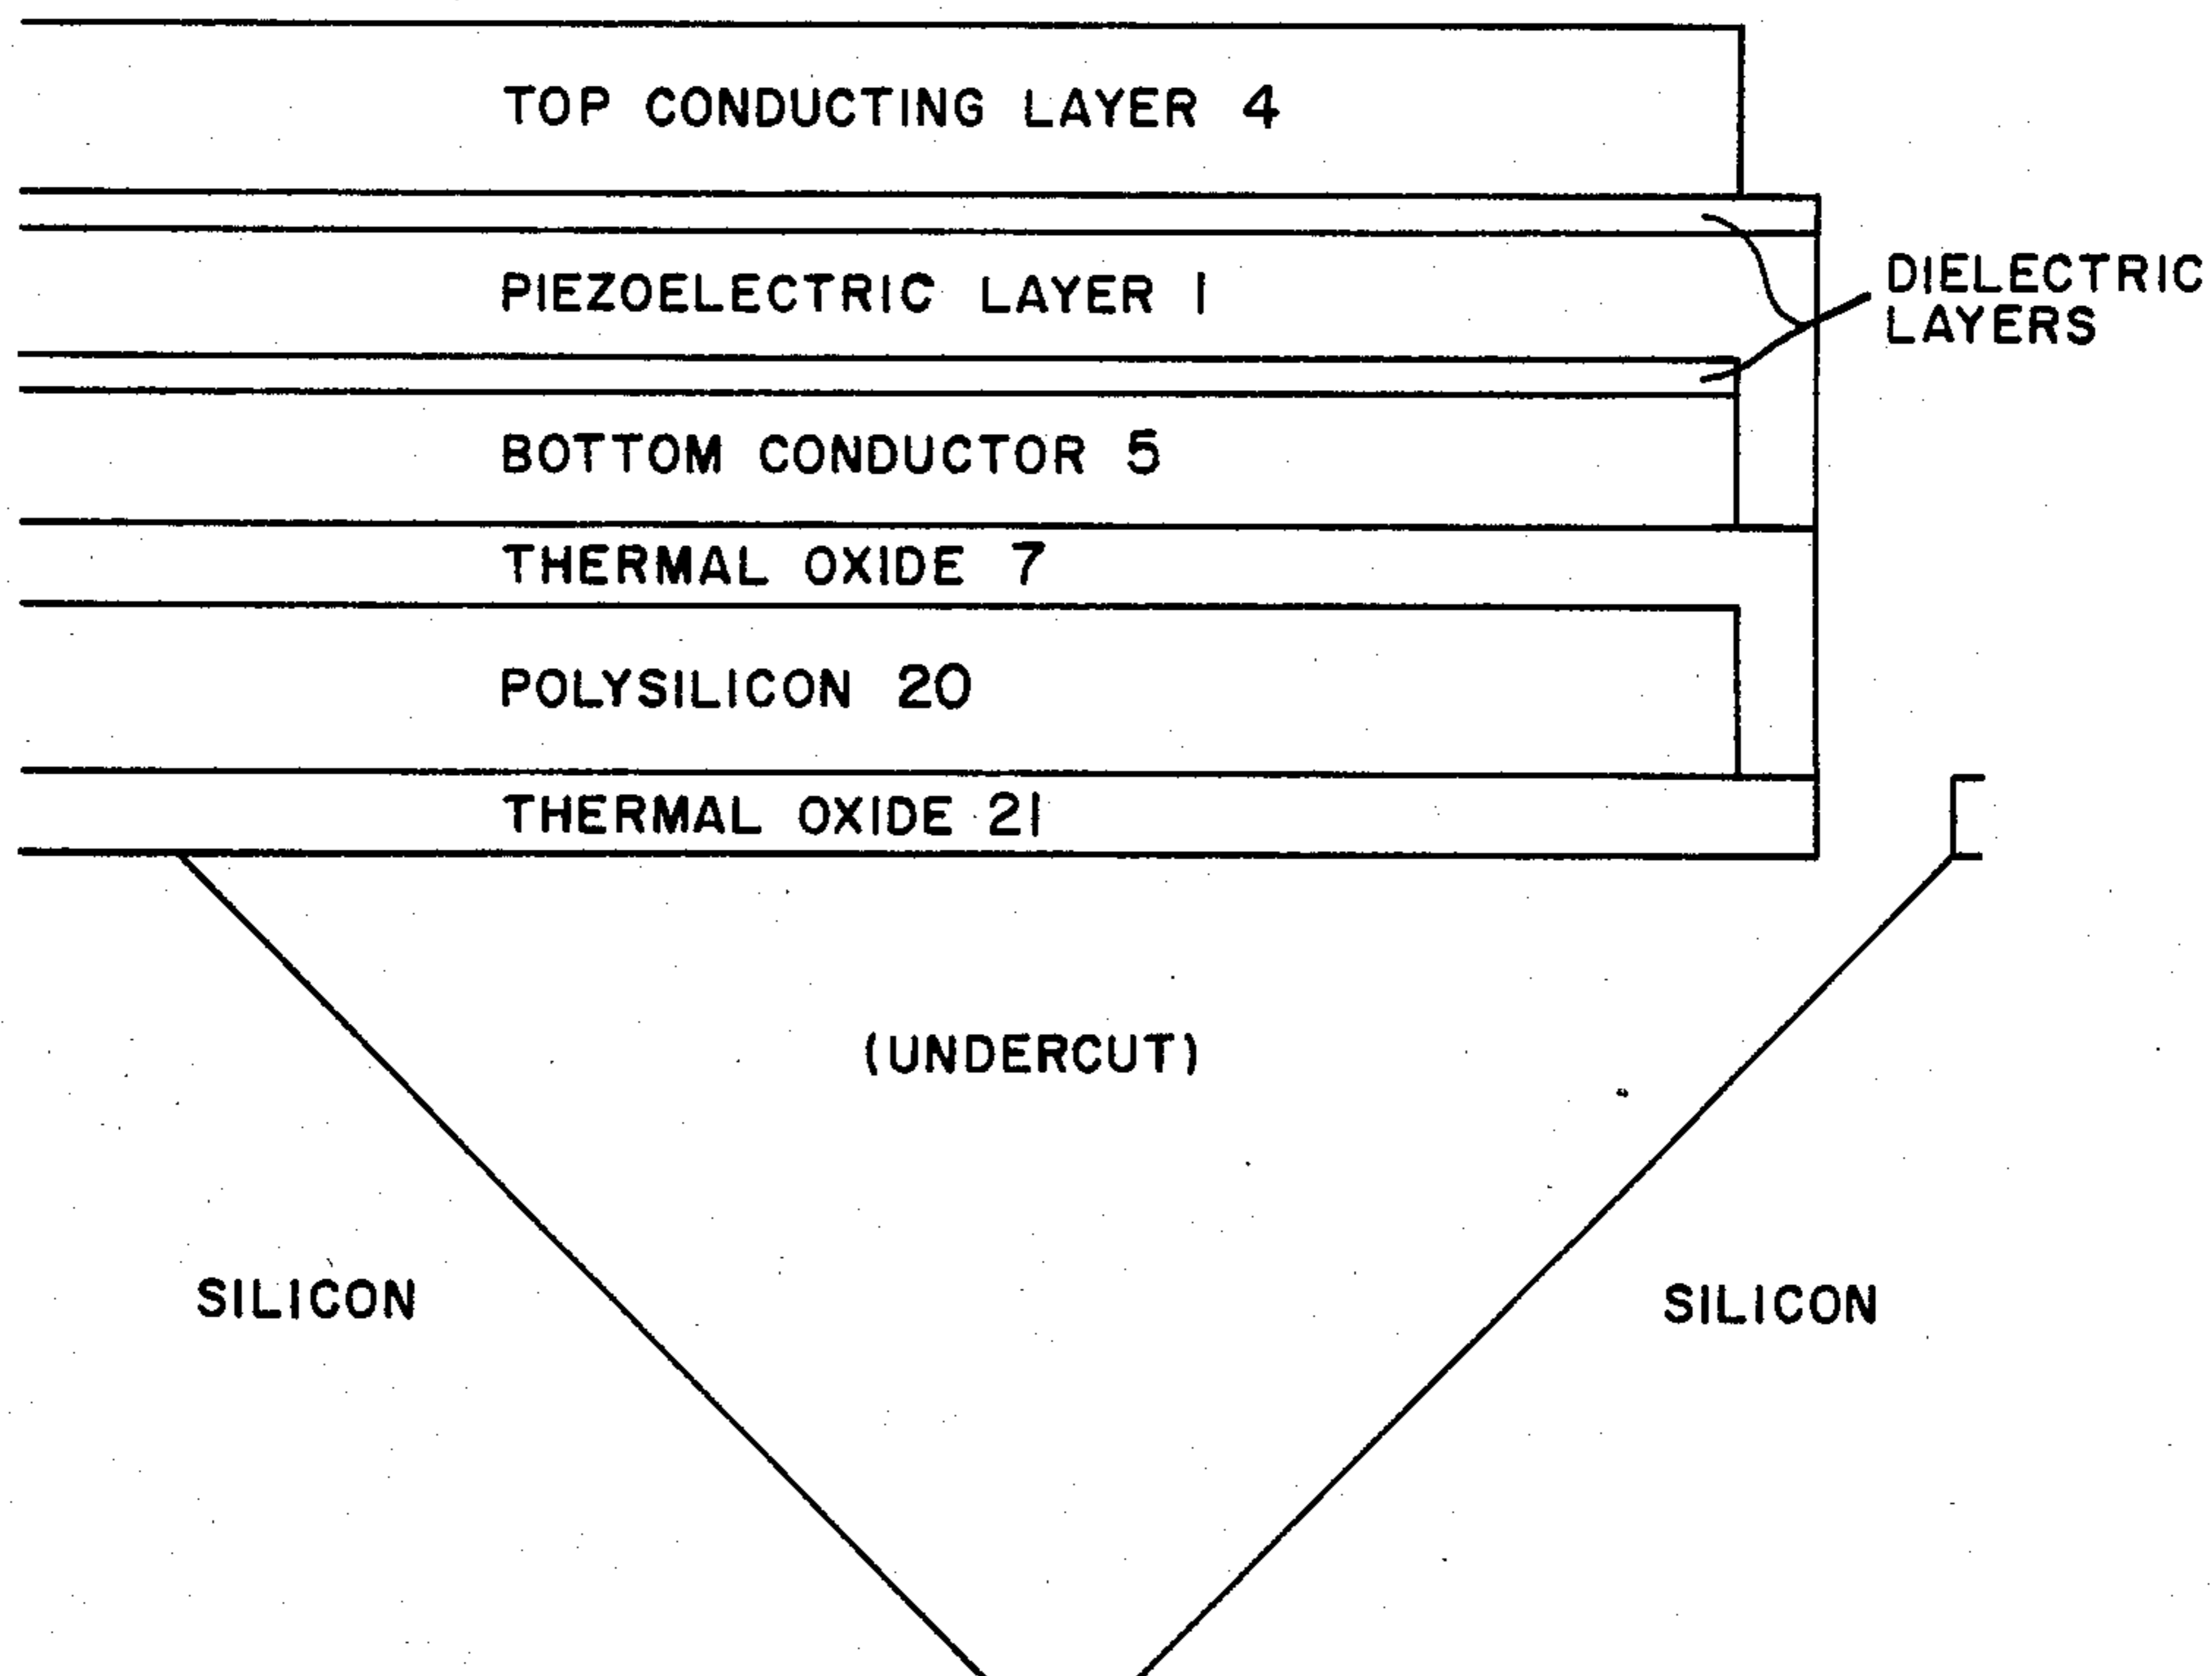 TOP CONDUCTING LAYER 4
PIEZOELECTRIC LAYER 1
DIELECTRIC
LAYERS
BOTTOM CONDUCTOR 5
THERMAL OXIDE 7
POLYSILICON 20
THERMAL OXIDE 21
(UNDERCUT)
SILICON
SILICON